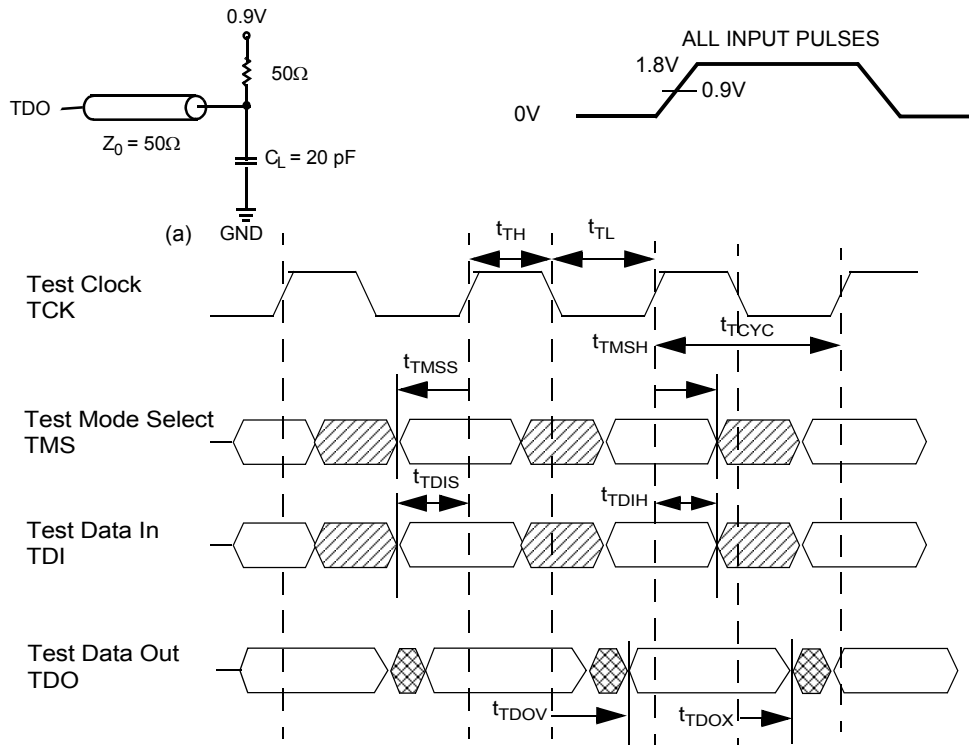 0.9V
50Ω
TDO
Z0 = 50Ω
CL = 20 pF
(a)
GND
ALL INPUT PULSES
1.8V
0.9V
0V
tTH
tTL
Test Clock
TCK
tTCYC
tTMSH
tTMSS
Test Mode Select
TMS
tTDIS
tTDIH
Test Data In
TDI
Test Data Out
TDO
tTDOV
tTDOX